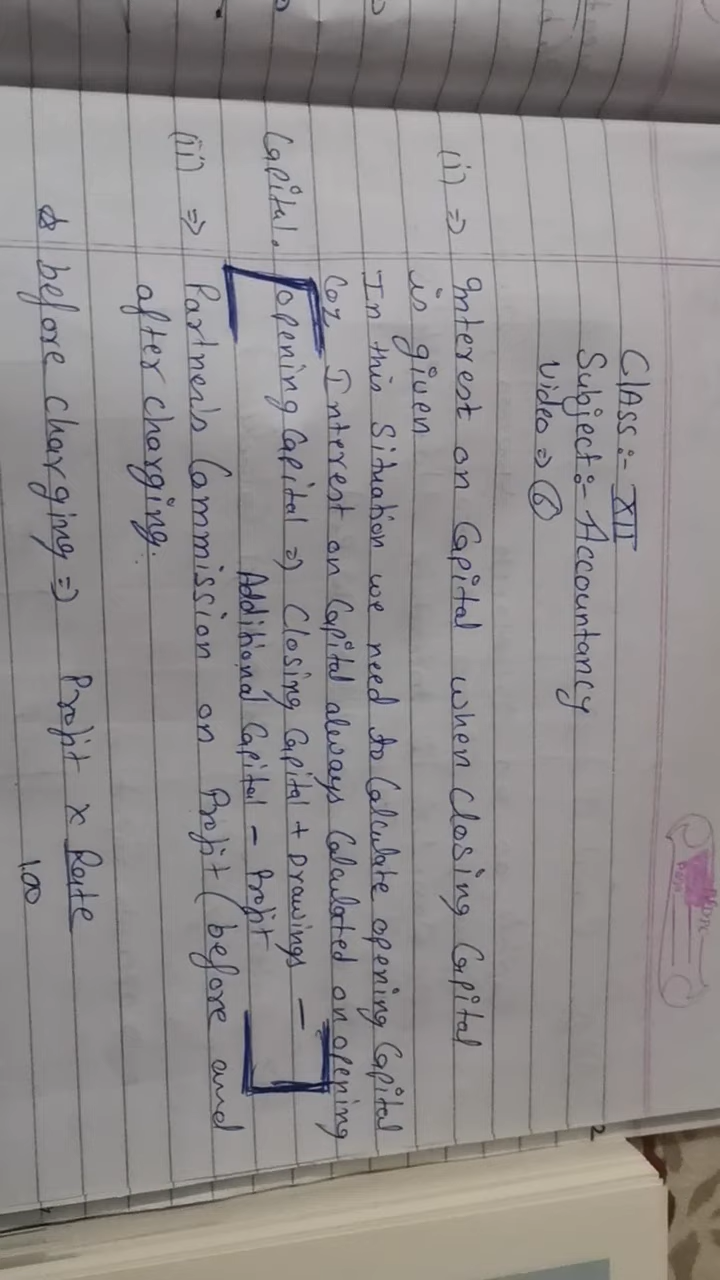 CLASS :- XII
Subject :- Accountancy
Video => 6
(i) => Interest on Capital when Closing Capital
is given
In this Situation we need to Calculate opening Capital
Coz Interest on Capital always Calculated on opening
Capital.
opening Capital => Closing Capital + Drawings -
Additional Capital - Profit
(ii) => Partner's Commission on Profit (before and
after charging.
before charging => Profit x Rate
100
2